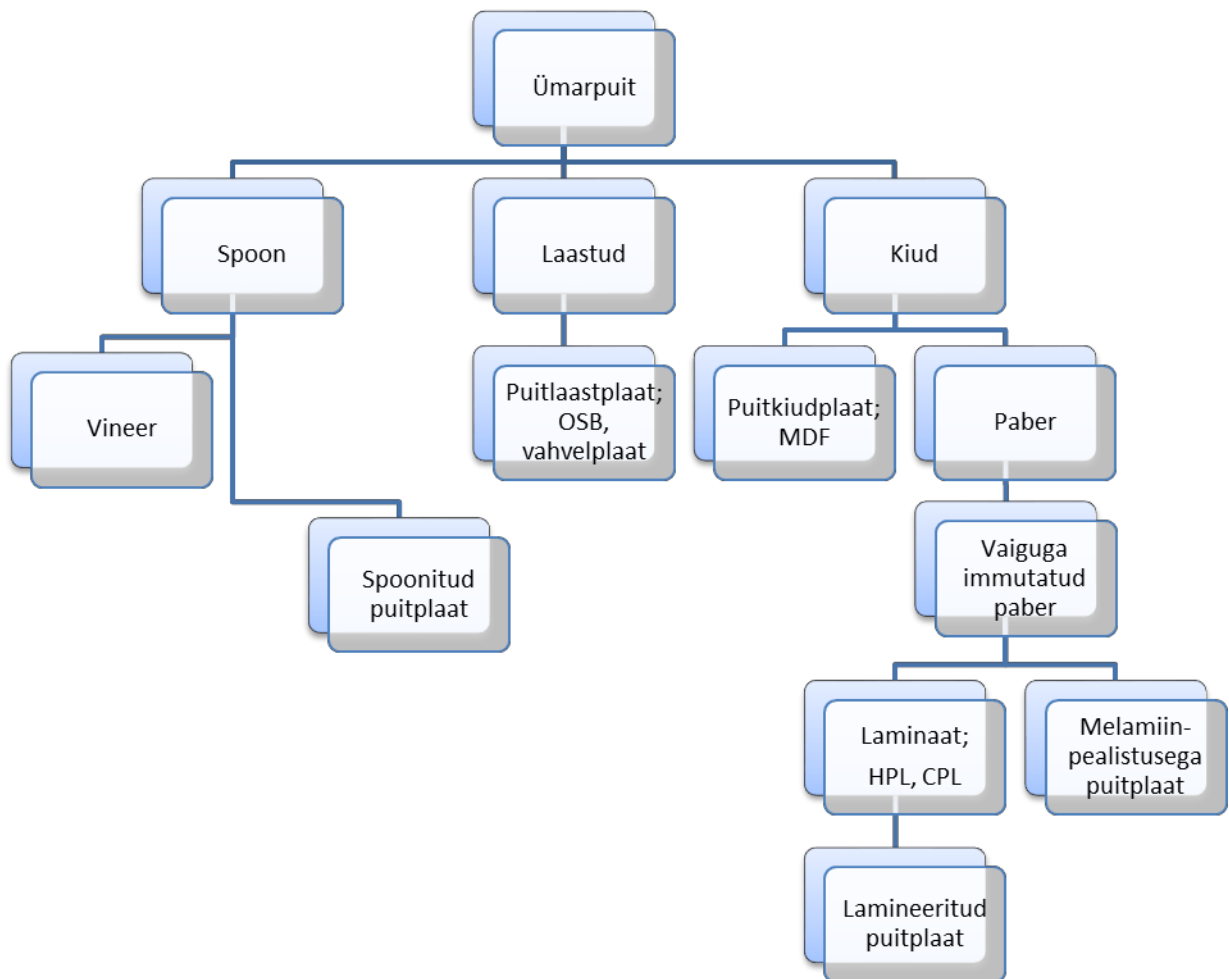 Ümarpuit
Spoon
Laastud
Kiud
Vineer
Spoonitud
puitplaat
Puitlaastplaat;
OSB,
vahvelplaat
Puitkiudplaat;
MDF
Paber
Vaiguga
immutatud
paber
Laminaat;
HPL, CPL
Melamiin-
pealistusega
puitplaat
Lamineeritud
puitplaat